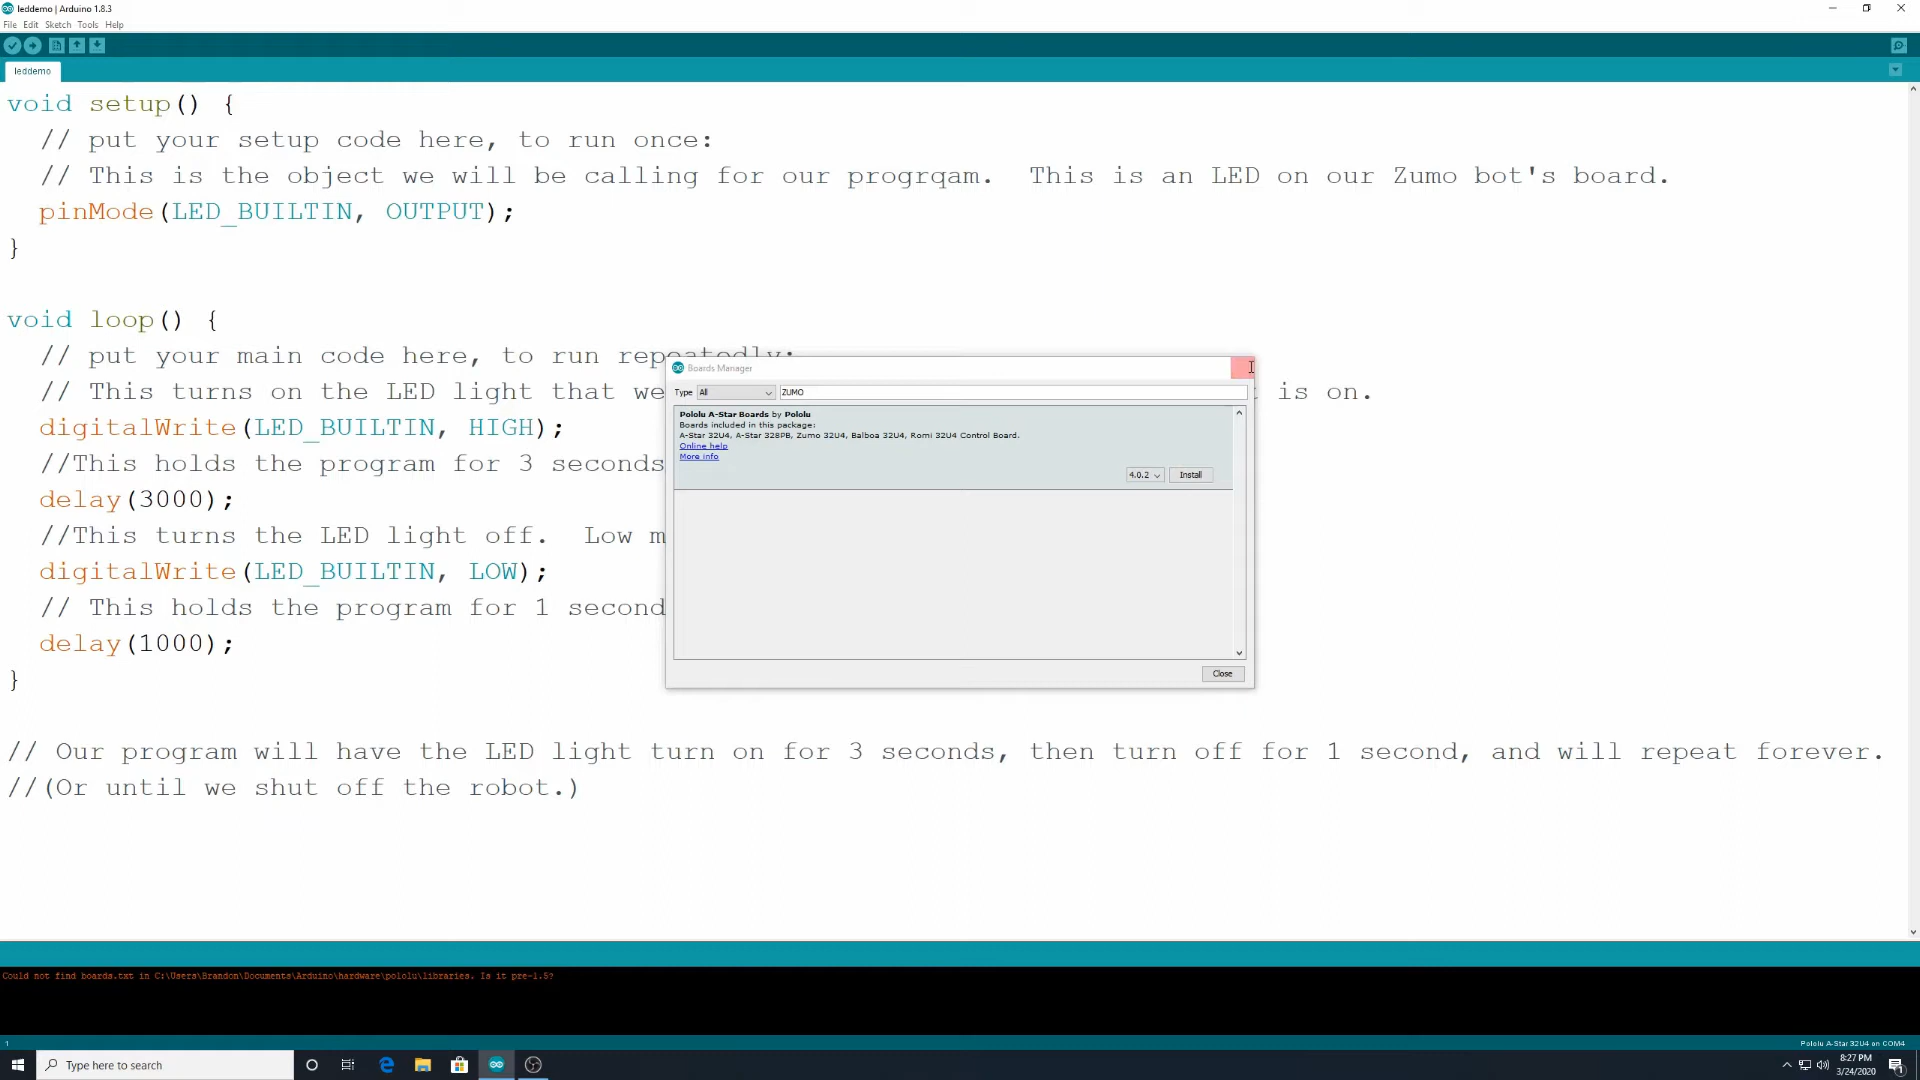 leddemo | Arduino 1.8.3
File Edit Sketch Tools Help
leddemo
void setup() {
// put your setup code here, to run once:
// This is the object we will be calling for our progrqam.  This is an LED on our Zumo bot's board.
pinMode(LED_BUILTIN, OUTPUT);
}
void loop() {
// put your main code here, to run repeatedly:
// This turns on the LED light that we
is on.
digitalWrite(LED_BUILTIN, HIGH);
//This holds the program for 3 seconds
delay(3000);
//This turns the LED light off.  Low m
digitalWrite(LED_BUILTIN, LOW);
// This holds the program for 1 second
delay(1000);
}
// Our program will have the LED light turn on for 3 seconds, then turn off for 1 second, and will repeat forever.
//(Or until we shut off the robot.)
Boards Manager
Type All ZUMO
Pololu A-Star Boards by Pololu
Boards included in this package:
A-Star 32U4, A-Star 328PB, Zumo 32U4, Balboa 32U4, Romi 32U4 Control Board.
Online help
More info
4.0.2 Install
Close
Could not find boards.txt in C:\Users\Brandon\Documents\Arduino\hardware\pololu\libraries. Is it pre-1.5?
1
Pololu A-Star 32U4 on COM4
Type here to search
8:27 PM
3/24/2020